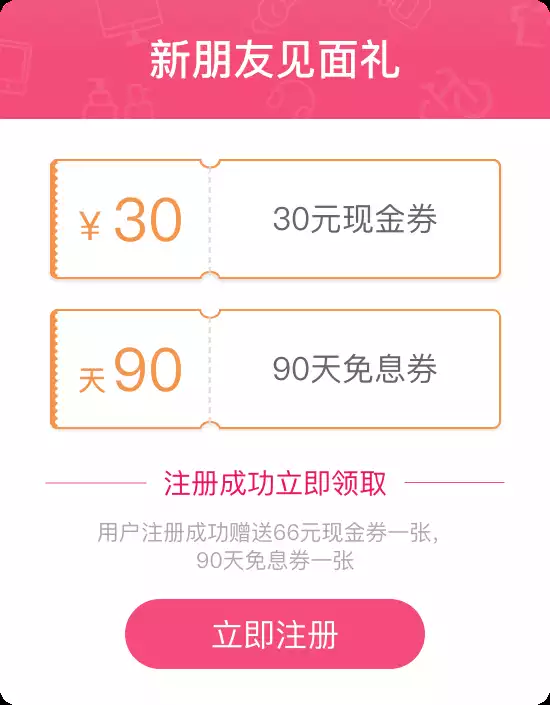 新朋友见面礼
¥30
30元现金券
天90
90天免息券
注册成功立即领取
用户注册成功赠送66元现金券一张，
90天免息券一张
立即注册